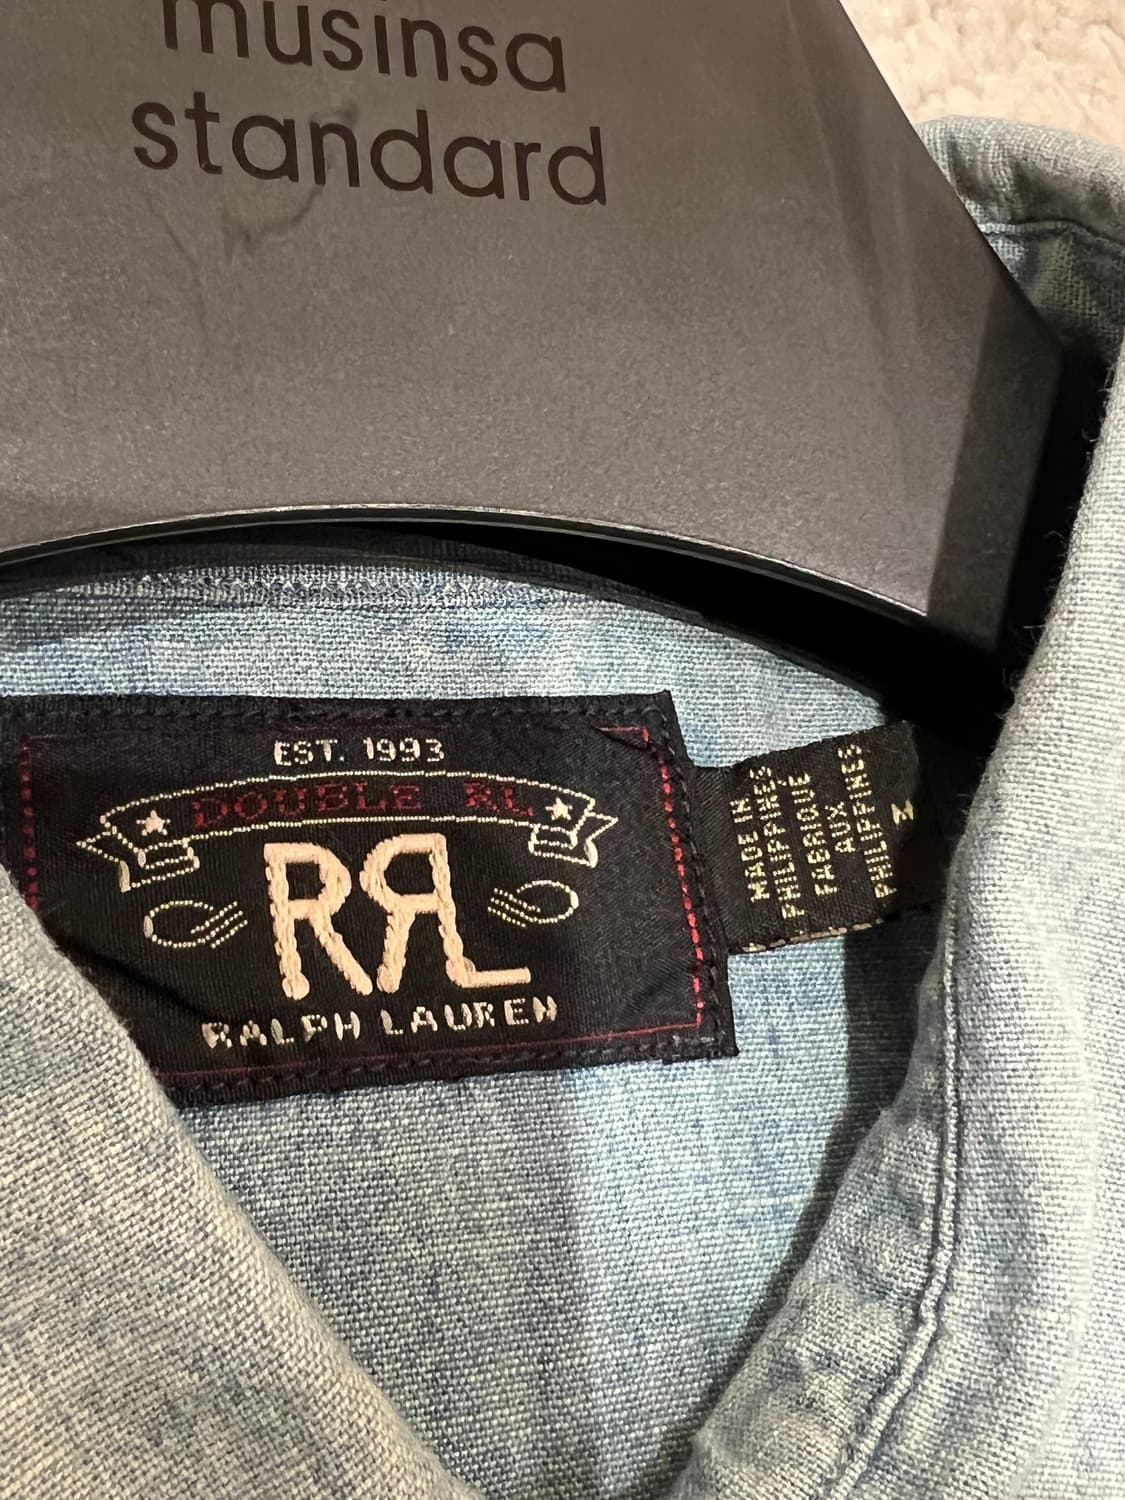 musinsa
standard
EST. 1993
DOUBLE RL
RRL
RALPH LAUREN
MADE IN
PHILIPPINES
FABRIQUE
AUX
PHILIPPINES